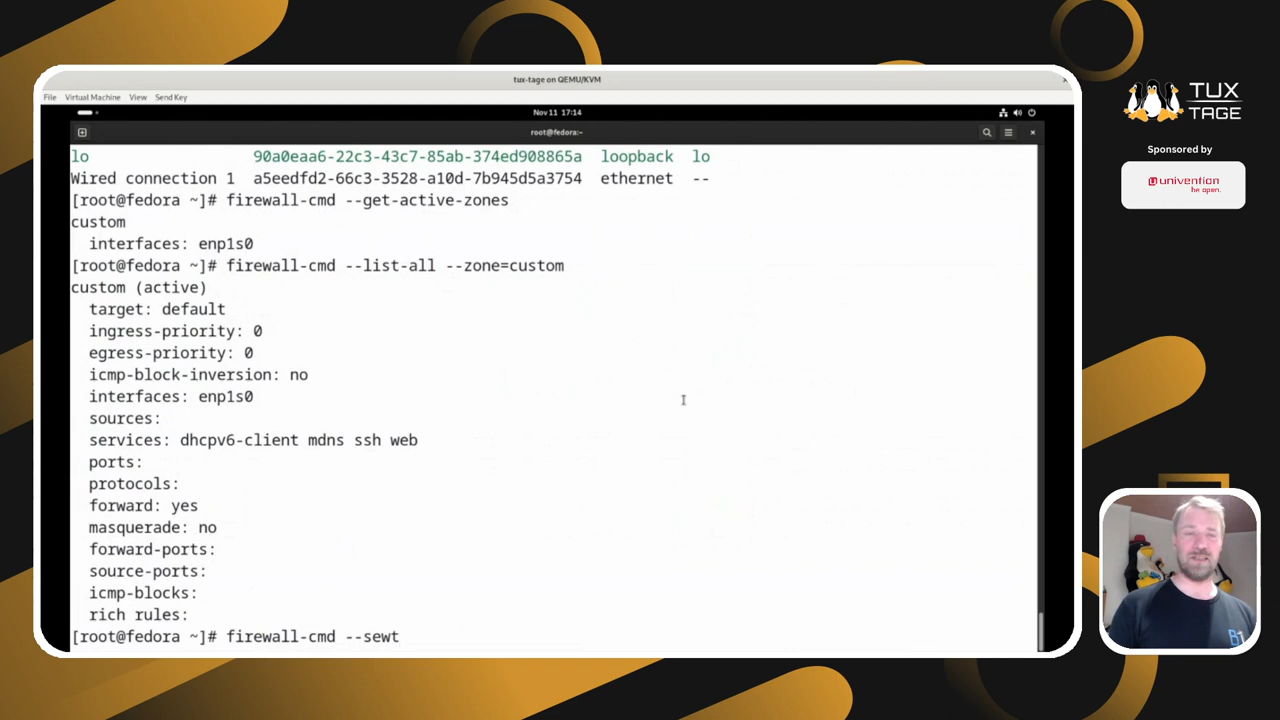 tux-tage on QEMU/KVM
File Virtual Machine View Send Key
Nov 11 17:14
root@fedora:~
lo 90a0eaa6-22c3-43c7-85ab-374ed908865a loopback lo
Wired connection 1 a5eedfd2-66c3-3528-a10d-7b945d5a3754 ethernet --
[root@fedora ~]# firewall-cmd --get-active-zones
custom
interfaces: enp1s0
[root@fedora ~]# firewall-cmd --list-all --zone=custom
custom (active)
target: default
ingress-priority: 0
egress-priority: 0
icmp-block-inversion: no
interfaces: enp1s0
sources:
services: dhcpv6-client mdns ssh web
ports:
protocols:
forward: yes
masquerade: no
forward-ports:
source-ports:
icmp-blocks:
rich rules:
[root@fedora ~]# firewall-cmd --sewt
TUX
TAGE
Sponsored by
univention
be open.
B1